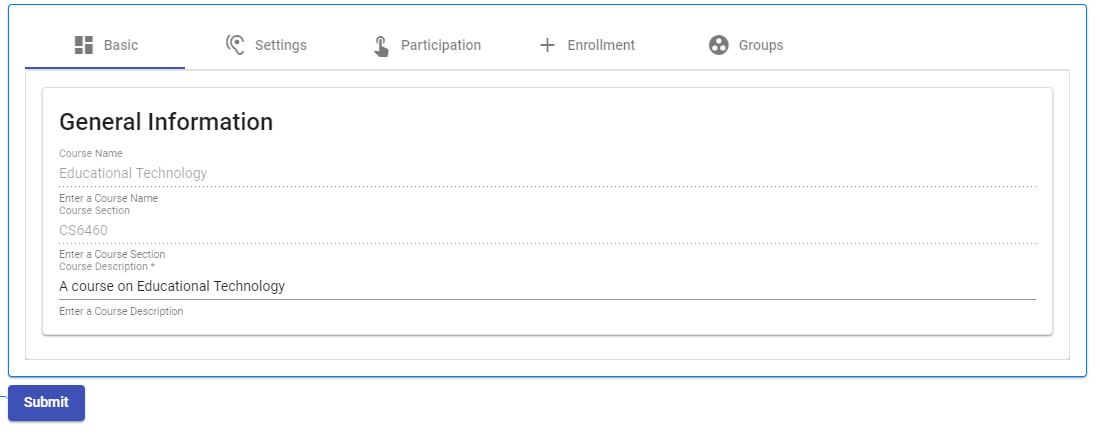 Basic Settings Participation Enrollment Groups
General Information
Course Name
Educational Technology
Enter a Course Name
Course Section
CS6460
Enter a Course Section
Course Description *
A course on Educational Technology
Enter a Course Description
Submit